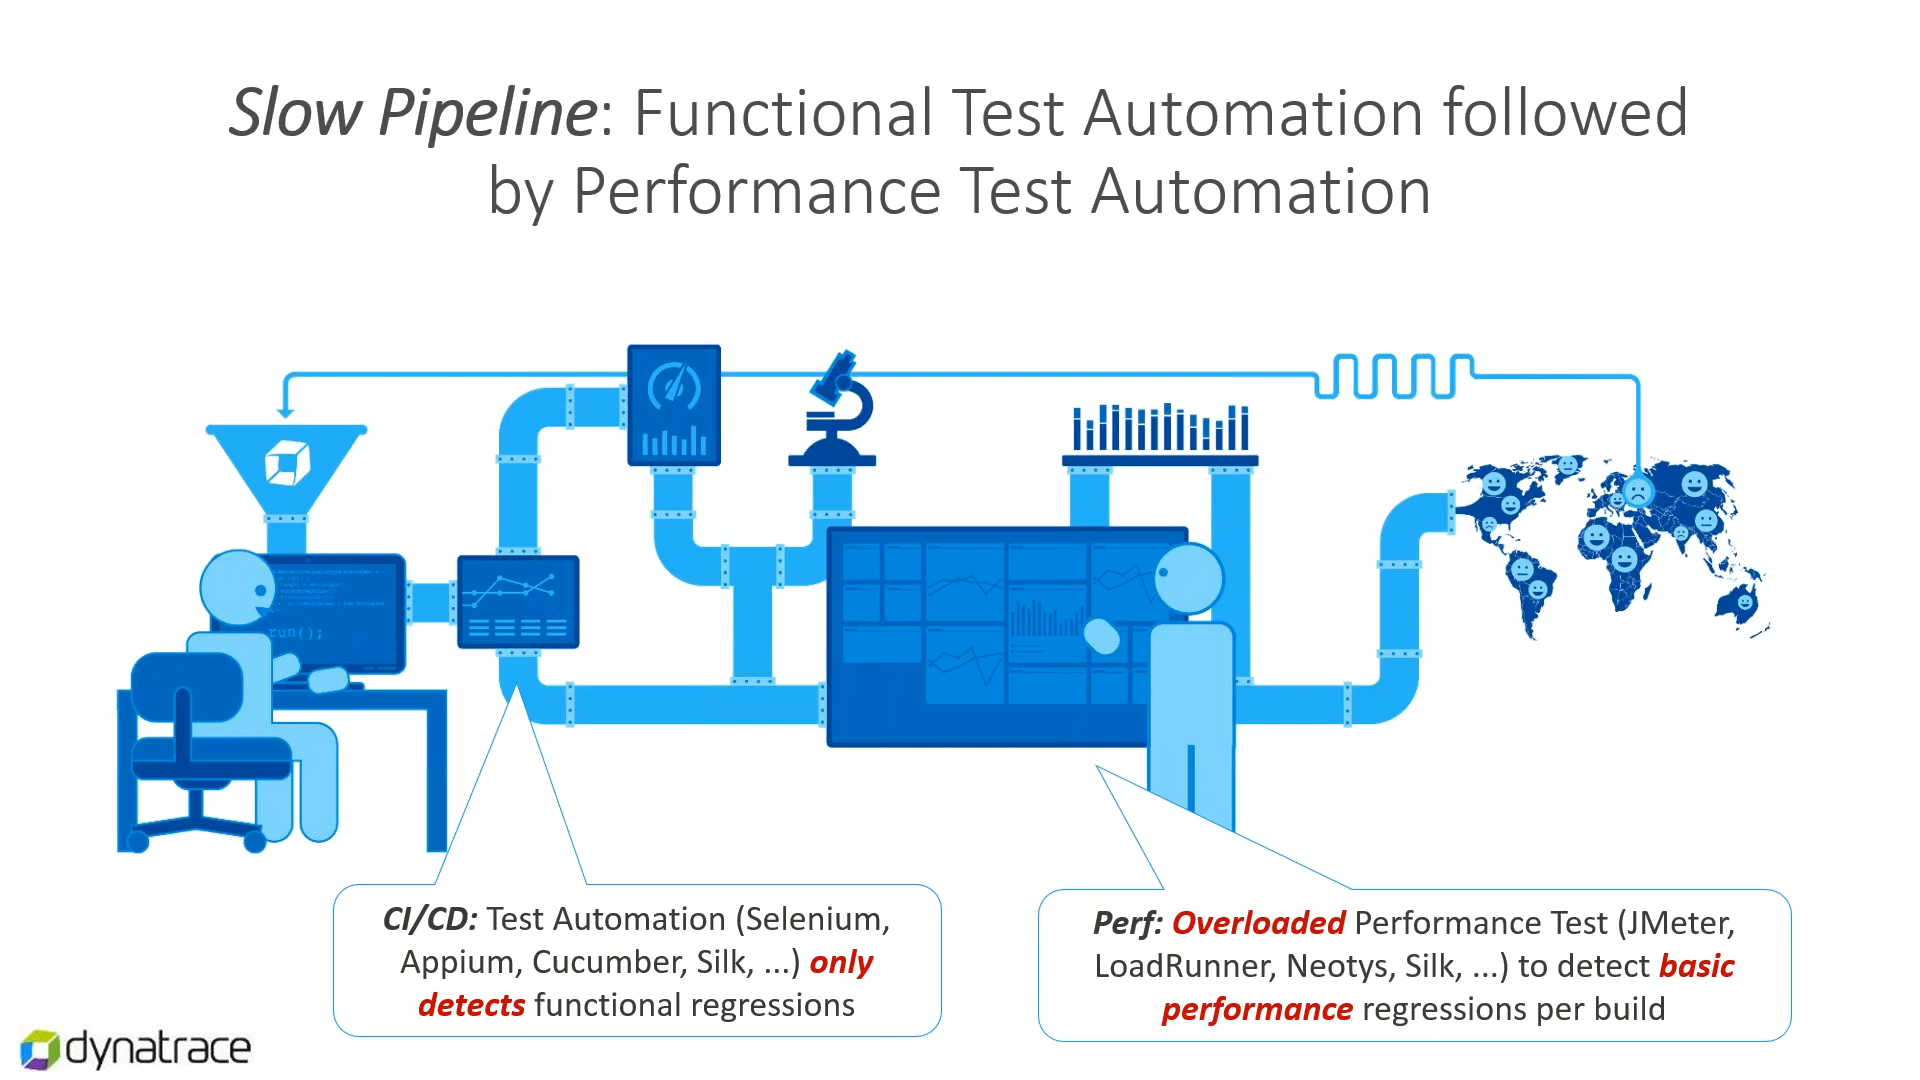 Slow Pipeline: Functional Test Automation followed
by Performance Test Automation
run();
CI/CD: Test Automation (Selenium,
Appium, Cucumber, Silk, ...) only
detects functional regressions
Perf: Overloaded Performance Test (JMeter,
LoadRunner, Neotys, Silk, ...) to detect basic
performance regressions per build
dynatrace